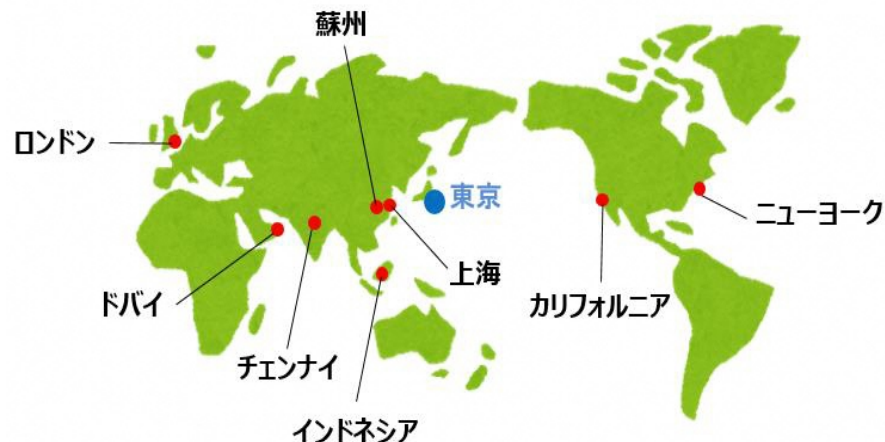 蘇州
ロンドン
東京
ニューヨーク
上海
ドバイ
カリフォルニア
チェンナイ
インドネシア